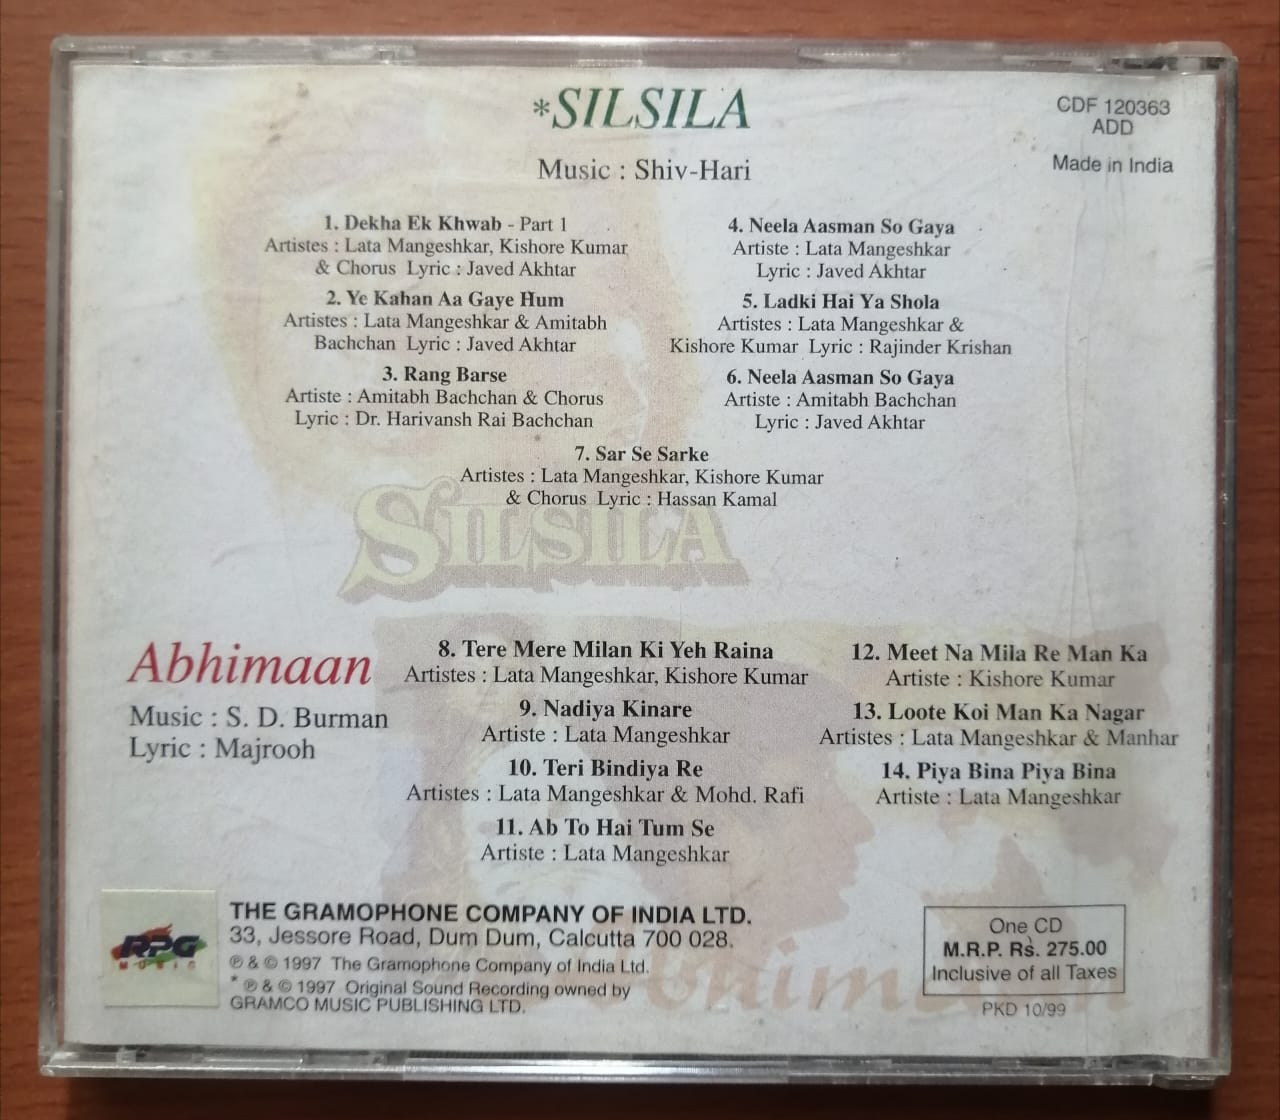 *SILSILA
Music : Shiv-Hari
CDF 120363
ADD
Made in India
1. Dekha Ek Khwab - Part 1
Artistes : Lata Mangeshkar, Kishore Kumar
& Chorus Lyric : Javed Akhtar
2. Ye Kahan Aa Gaye Hum
Artistes : Lata Mangeshkar & Amitabh
Bachchan Lyric : Javed Akhtar
3. Rang Barse
Artiste : Amitabh Bachchan & Chorus
Lyric : Dr. Harivansh Rai Bachchan
4. Neela Aasman So Gaya
Artiste : Lata Mangeshkar
Lyric : Javed Akhtar
5. Ladki Hai Ya Shola
Artistes : Lata Mangeshkar &
Kishore Kumar Lyric : Rajinder Krishan
6. Neela Aasman So Gaya
Artiste : Amitabh Bachchan
Lyric : Javed Akhtar
7. Sar Se Sarke
Artistes : Lata Mangeshkar, Kishore Kumar
& Chorus Lyric : Hassan Kamal
SILSILA
Abhimaan
Music : S. D. Burman
Lyric : Majrooh
8. Tere Mere Milan Ki Yeh Raina
Artistes : Lata Mangeshkar, Kishore Kumar
9. Nadiya Kinare
Artiste : Lata Mangeshkar
10. Teri Bindiya Re
Artistes : Lata Mangeshkar & Mohd. Rafi
11. Ab To Hai Tum Se
Artiste : Lata Mangeshkar
12. Meet Na Mila Re Man Ka
Artiste : Kishore Kumar
13. Loote Koi Man Ka Nagar
Artistes : Lata Mangeshkar & Manhar
14. Piya Bina Piya Bina
Artiste : Lata Mangeshkar
RPG
MUSIC
THE GRAMOPHONE COMPANY OF INDIA LTD.
33, Jessore Road, Dum Dum, Calcutta 700 028.
℗ & © 1997 The Gramophone Company of India Ltd.
* ℗ & © 1997 Original Sound Recording owned by
GRAMCO MUSIC PUBLISHING LTD.
Abhimaan
One CD
M.R.P. Rs. 275.00
Inclusive of all Taxes
PKD 10/99